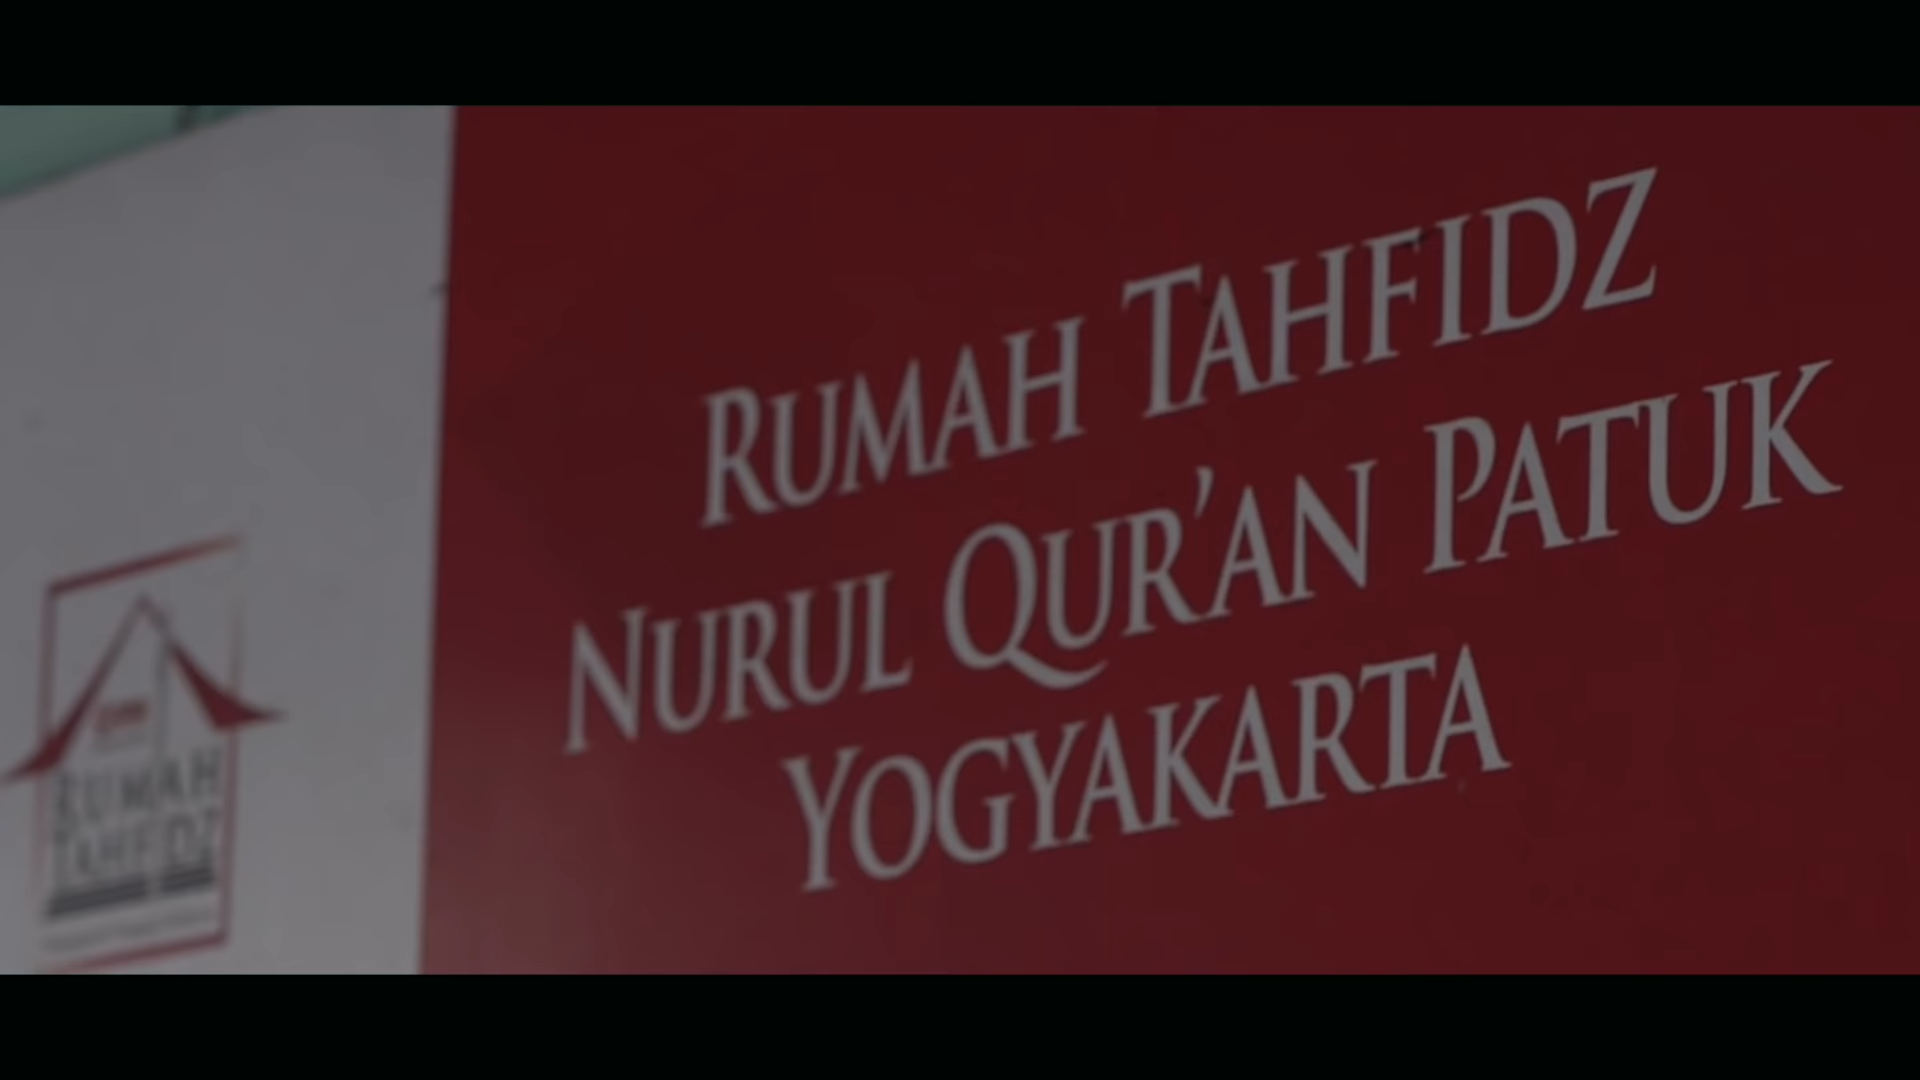 RUMAH TAHFIDZ
NURUL QUR'AN PATUK
YOGYAKARTA
RUMAH
TAHFIDZ